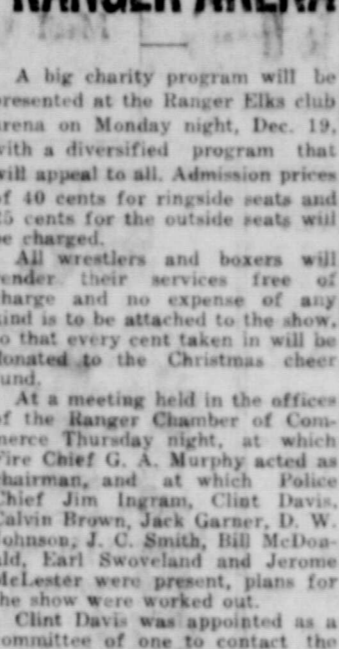 RANGER ARENA
A big charity program will be
resented at the Ranger Elks club
rena on Monday night, Dec. 19,
ith a diversified program that
ill appeal to all. Admission prices
f 40 cents for ringside seats and
5 cents for the outside seats will
e charged.
All wrestlers and boxers will
ender their services free of
harge and no expense of any
ind is to be attached to the show,
o that every cent taken in will be
onated to the Christmas cheer
und.
At a meeting held in the offices
f the Ranger Chamber of Com-
merce Thursday night, at which
ire Chief G. A. Murphy acted as
hairman, and at which Police
hief Jim Ingram, Clint Davis,
alvin Brown, Jack Garner, D. W.
ohnson, J. C. Smith, Bill McDon-
ald, Earl Swoveland and Jerome
McLester were present, plans for
he show were worked out.
Clint Davis was appointed as a
ommittee of one to contact the